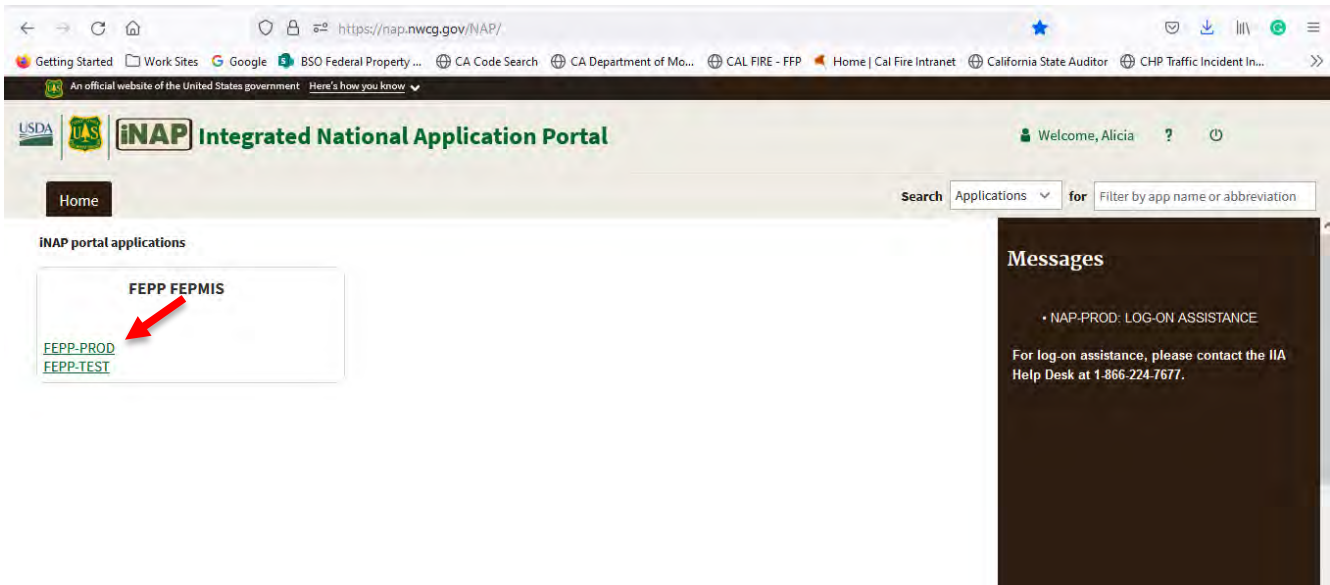 https://nap.nwcg.gov/NAP/
Getting Started Work Sites Google BSO Federal Property ... CA Code Search CA Department of Mo... CAL FIRE - FFP Home | Cal Fire Intranet California State Auditor CHP Traffic Incident In...
An official website of the United States government Here's how you know
USDA UAS iNAP Integrated National Application Portal Welcome, Alicia ?
Home Search Applications for Filter by app name or abbreviation
iNAP portal applications
FEPP FEPMIS
FEPP-PROD
FEPP-TEST
Messages
• NAP-PROD: LOG-ON ASSISTANCE
For log-on assistance, please contact the IIA
Help Desk at 1-866-224-7677.